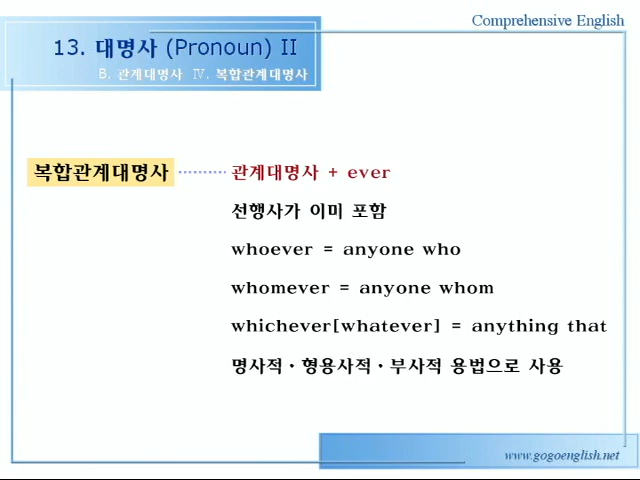 Comprehensive English
13. 대명사 (Pronoun) II
B. 관계대명사 Ⅳ. 복합관계대명사
복합관계대명사 ·········· 관계대명사 + ever
선행사가 이미 포함
whoever = anyone who
whomever = anyone whom
whichever[whatever] = anything that
명사적·형용사적·부사적 용법으로 사용
www.gogoenglish.net